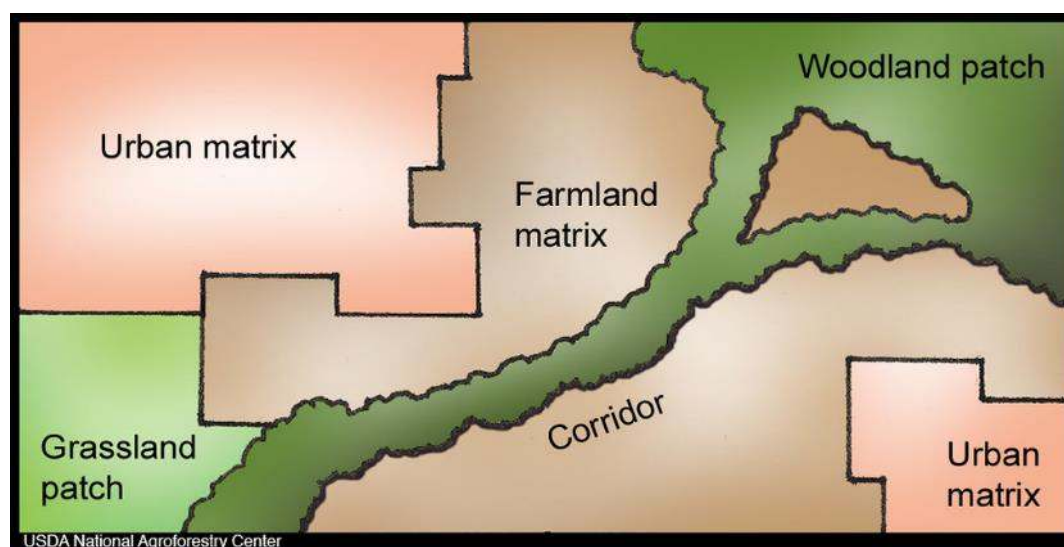 Woodland patch
Urban matrix
Farmland
matrix
Corridor
Grassland
patch
Urban
matrix
USDA National Agroforestry Center